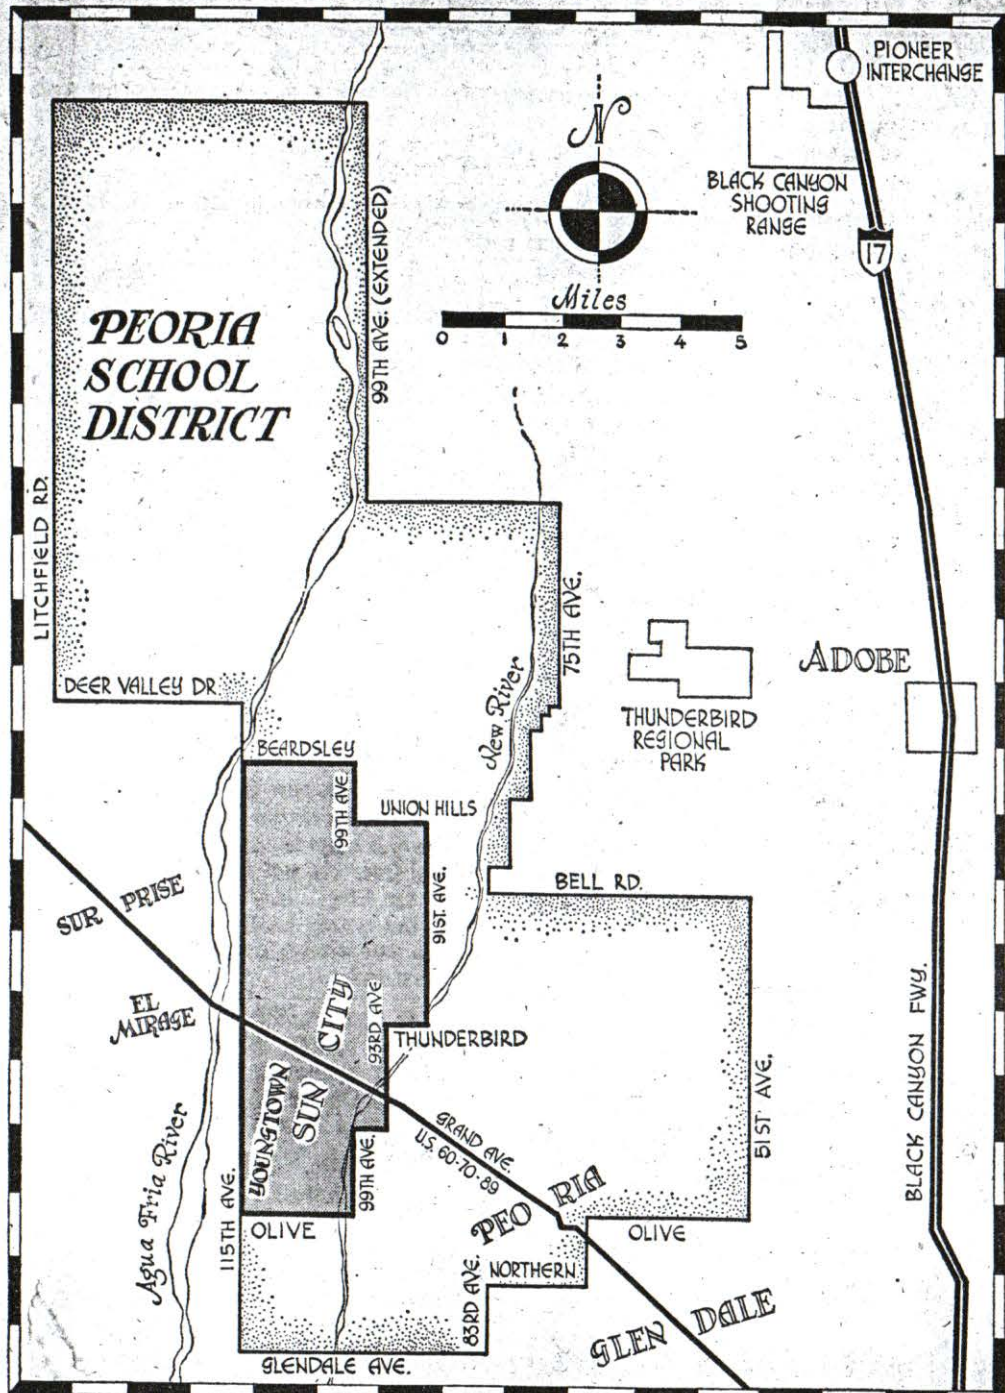 PIONEER
INTERCHANGE
N
BLACK CANYON
SHOOTING
RANGE
17
Miles
0 1 2 3 4 5
PEORIA
SCHOOL
DISTRICT
99TH AVE. (EXTENDED)
LITCHFIELD RD.
75TH AVE.
ADOBE
DEER VALLEY DR.
New River
THUNDERBIRD
REGIONAL
PARK
BEARDSLEY
99TH AVE.
UNION HILLS
BELL RD.
91ST. AVE.
SUR PRISE
EL
MIRAGE
CITY
93RD AVE.
THUNDERBIRD
YOUNGTOWN
SUN
GRAND AVE.
U.S. 60-70-89
51ST AVE.
BLACK CANYON FWY.
Agua Fria River
115TH AVE.
99TH AVE.
OLIVE
PEO RIA
OLIVE
83RD AVE.
NORTHERN
GLEN DALE
GLENDALE AVE.